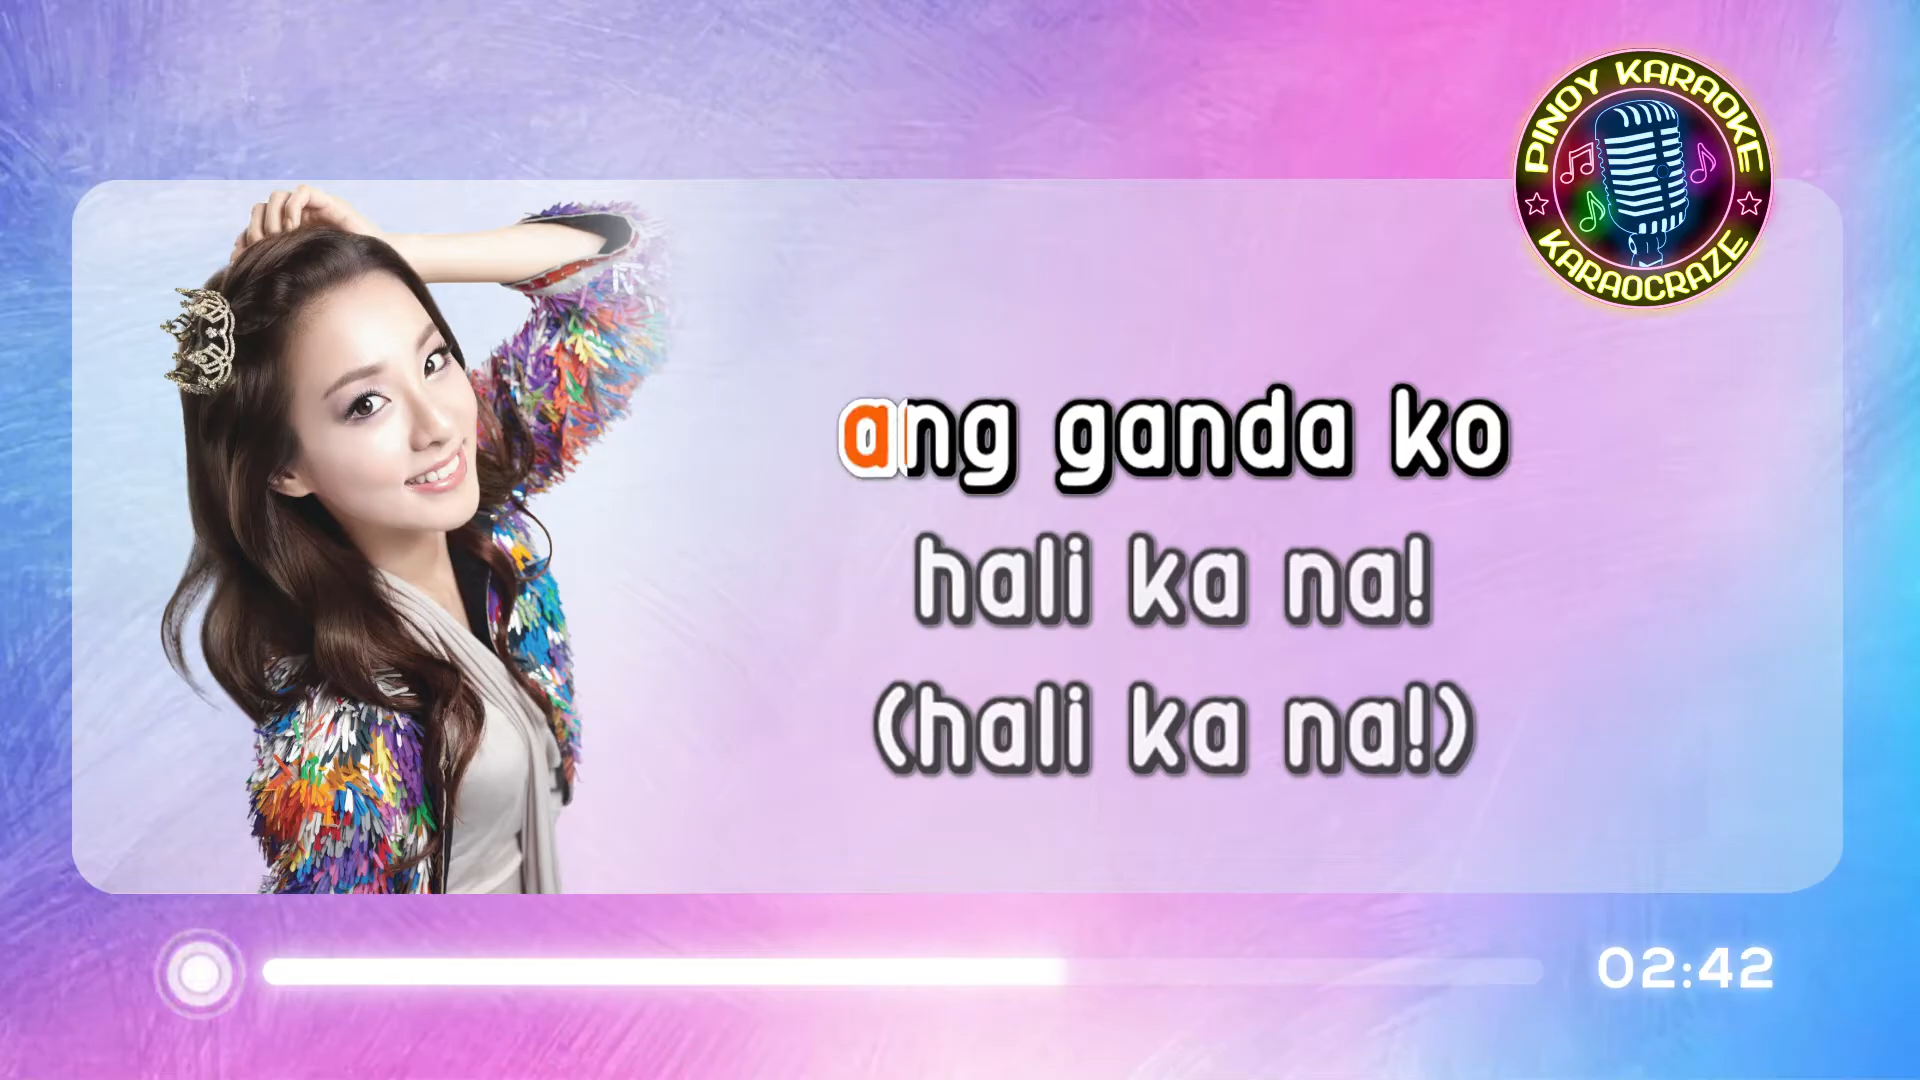 PINOY KARAOKE
KARAOCRAZE
ang ganda ko
hali ka na!
(hali ka na!)
02:42